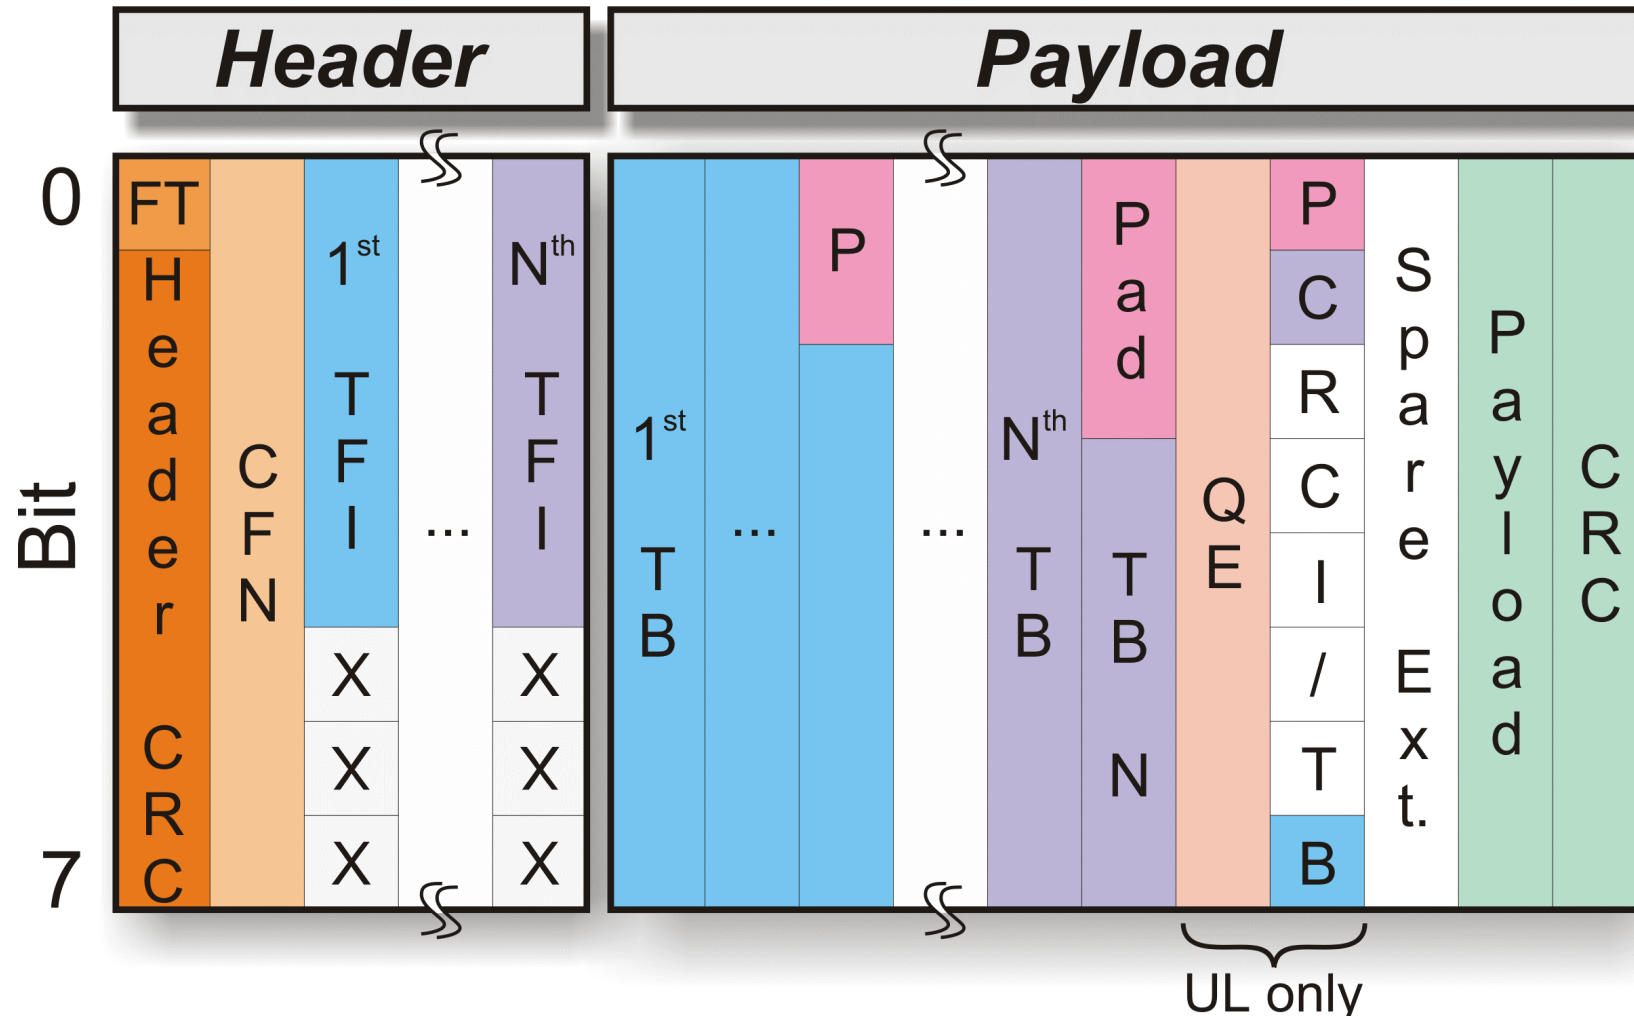 Header
Payload
Bit
0
7
FT
Header CRC
CFN
1st TFI
X
X
X
...
Nth TFI
X
X
X
1st TB
...
P
...
Nth TB
Pad
TB N
QE
P
C
R
C
I
/
T
B
Spare Ext.
Payload
CRC
UL only